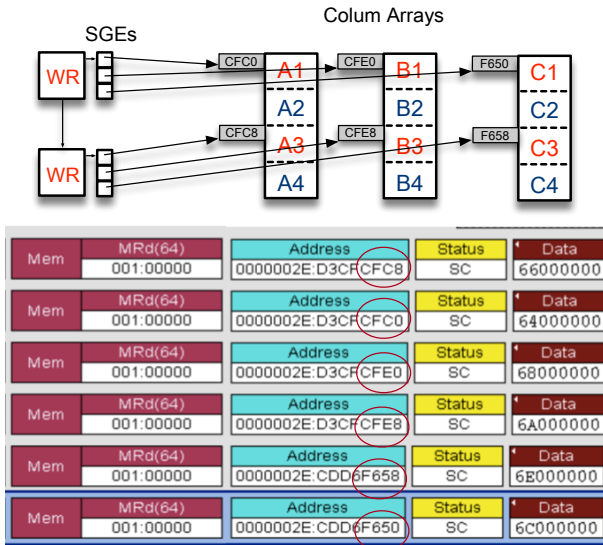 Colum Arrays
SGEs
WR
CFC0
A1
CFE0
B1
F650
C1
A2
B2
C2
WR
CFC8
A3
CFE8
B3
F658
C3
A4
B4
C4
Mem MRd(64) Address Status Data
001:00000 0000002E:D3CFCFC8 SC 66000000
Mem MRd(64) Address Status Data
001:00000 0000002E:D3CFCFC0 SC 64000000
Mem MRd(64) Address Status Data
001:00000 0000002E:D3CFCFE0 SC 68000000
Mem MRd(64) Address Status Data
001:00000 0000002E:D3CFCFE8 SC 6A000000
Mem MRd(64) Address Status Data
001:00000 0000002E:CDD6F658 SC 6E000000
Mem MRd(64) Address Status Data
001:00000 0000002E:CDD6F650 SC 6C000000